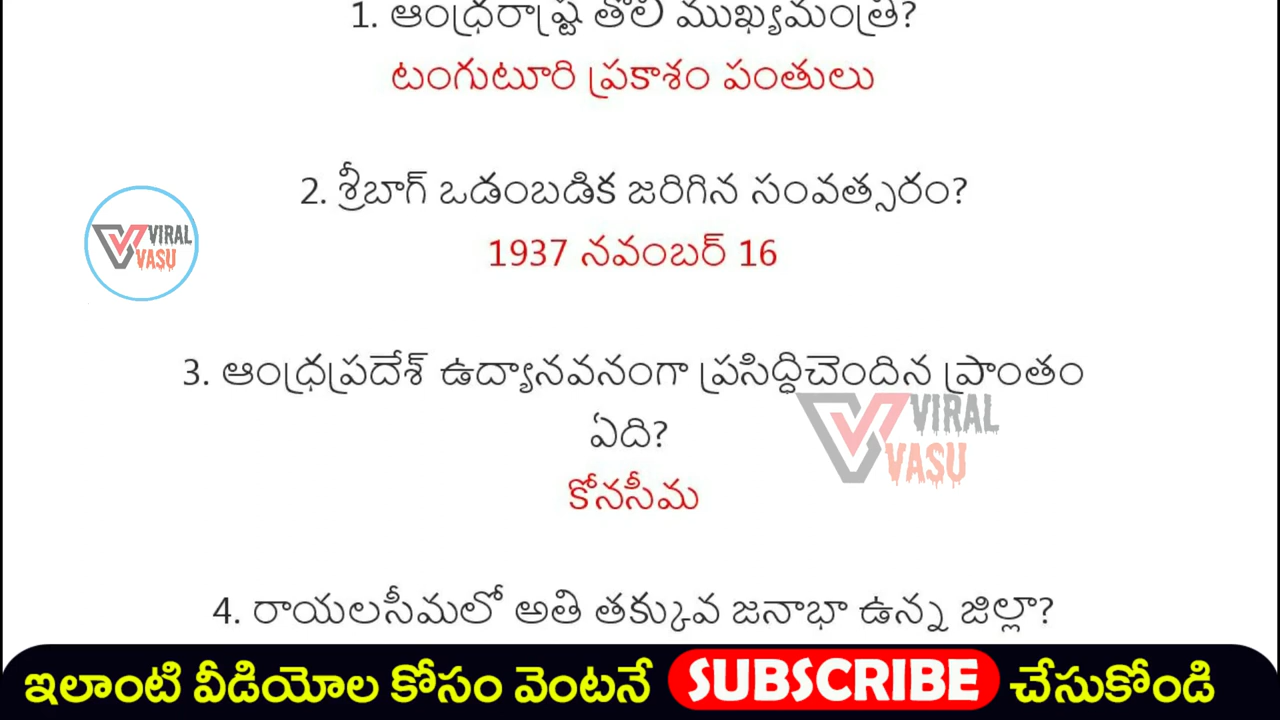 1. ఆంధ్రరాష్ట్ర తొలి ముఖ్యమంత్రి?
టంగుటూరి ప్రకాశం పంతులు
2. శ్రీబాగ్ ఒడంబడిక జరిగిన సంవత్సరం?
VIRAL
VASU
1937 నవంబర్ 16
3. ఆంధ్రప్రదేశ్ ఉద్యానవనంగా ప్రసిద్ధిచెందిన ప్రాంతం
ఏది?
VIRAL
VASU
కోనసీమ
4. రాయలసీమలో అతి తక్కువ జనాభా ఉన్న జిల్లా?
ఇలాంటి వీడియోల కోసం వెంటనే SUBSCRIBE చేసుకోండి